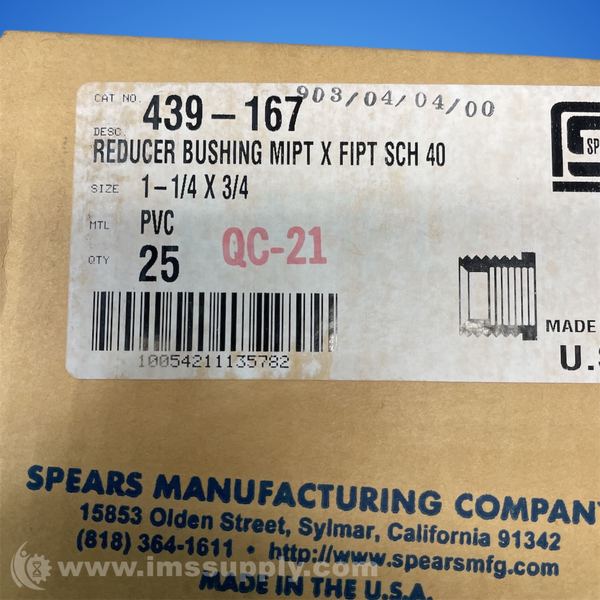 903/04/04/00
CAT NO. 439-167
DESC.
REDUCER BUSHING MIPT X FIPT SCH 40
SIZE 1-1/4 X 3/4
MTL PVC
QTY 25
QC-21
10054211135782
SP
MADE
U.S
SPEARS MANUFACTURING COMPANY
15853 Olden Street, Sylmar, California 91342
(818) 364-1611 • http://www.spearsmfg.com
MADE IN THE U.S.A.
www.imssupply.com